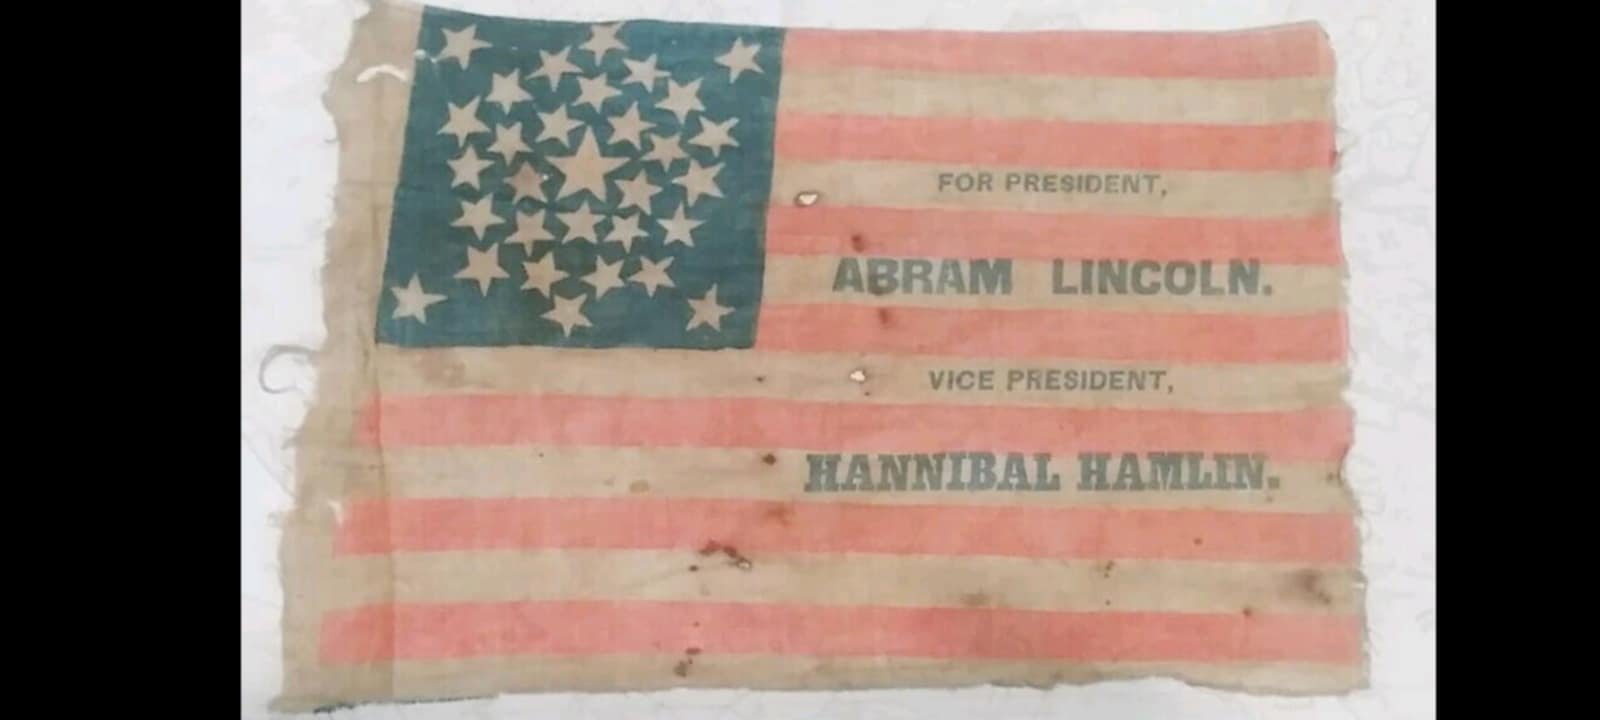 FOR PRESIDENT,
ABRAM LINCOLN.
VICE PRESIDENT,
HANNIBAL HAMLIN.